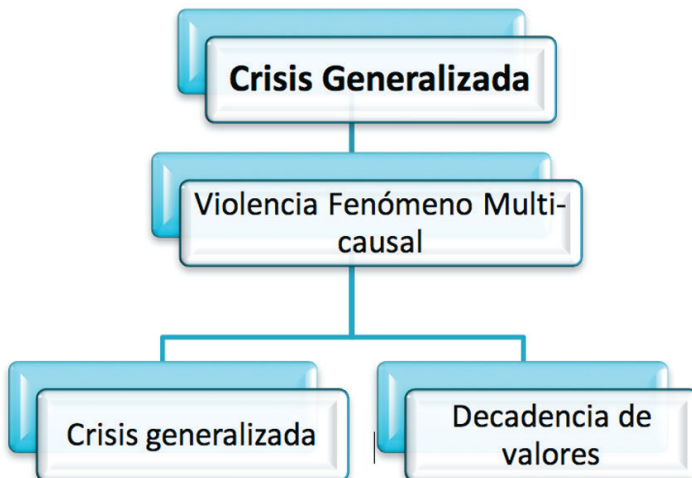 Crisis Generalizada
Violencia Fenómeno Multi-
causal
Crisis generalizada
Decadencia de
valores